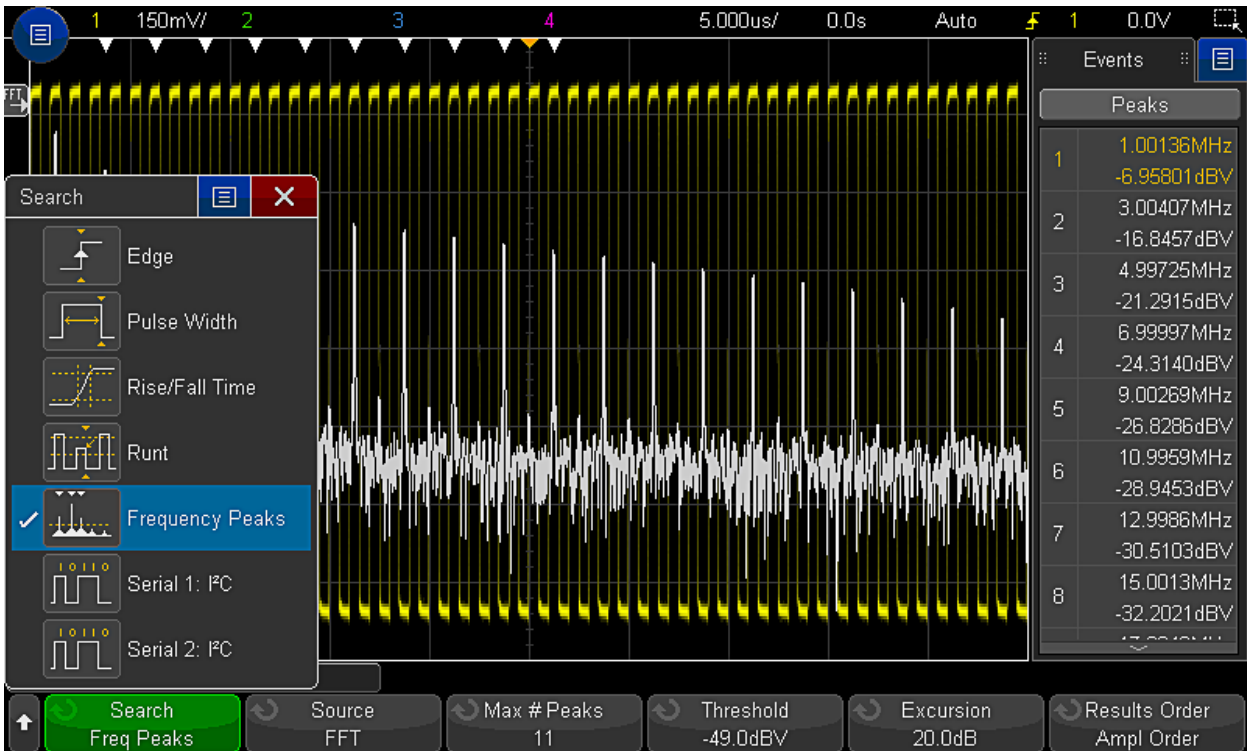 1 150mV/ 2 3 4 5.000us/ 0.0s Auto 1 0.0V
Events
Peaks
FFT
1 1.00136MHz
-6.95801dBV
2 3.00407MHz
-16.8457dBV
3 4.99725MHz
-21.2915dBV
4 6.99997MHz
-24.3140dBV
5 9.00269MHz
-26.8286dBV
6 10.9959MHz
-28.9453dBV
7 12.9986MHz
-30.5103dBV
8 15.0013MHz
-32.2021dBV
Search
Edge
Pulse Width
Rise/Fall Time
Runt
Frequency Peaks
10110
Serial 1: I²C
10110
Serial 2: I²C
Search
Freq Peaks
Source
FFT
Max # Peaks
11
Threshold
-49.0dBV
Excursion
20.0dB
Results Order
Ampl Order